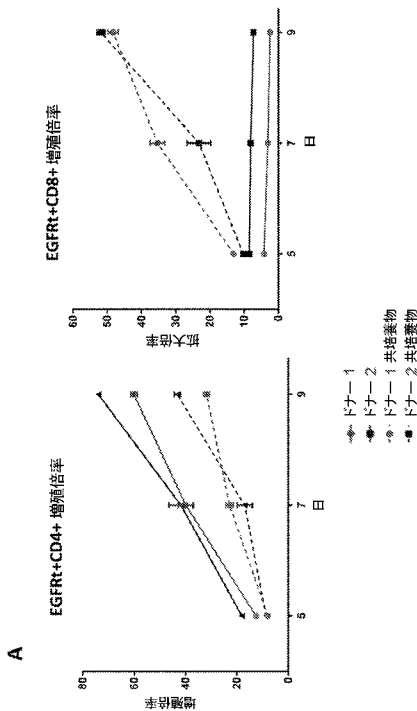 A
EGFRt+CD4+ 増殖倍率
増殖倍率
80
60
40
20
0
5
7
9
日
EGFRt+CD8+ 増殖倍率
拡大倍率
60
50
40
30
20
10
0
5
7
9
日
ドナー 1
ドナー 2
ドナー 1 共培養物
ドナー 2 共培養物